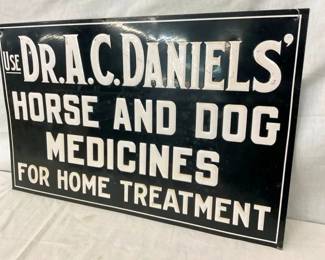 USE DR. A.C. DANIELS'
HORSE AND DOG
MEDICINES
FOR HOME TREATMENT